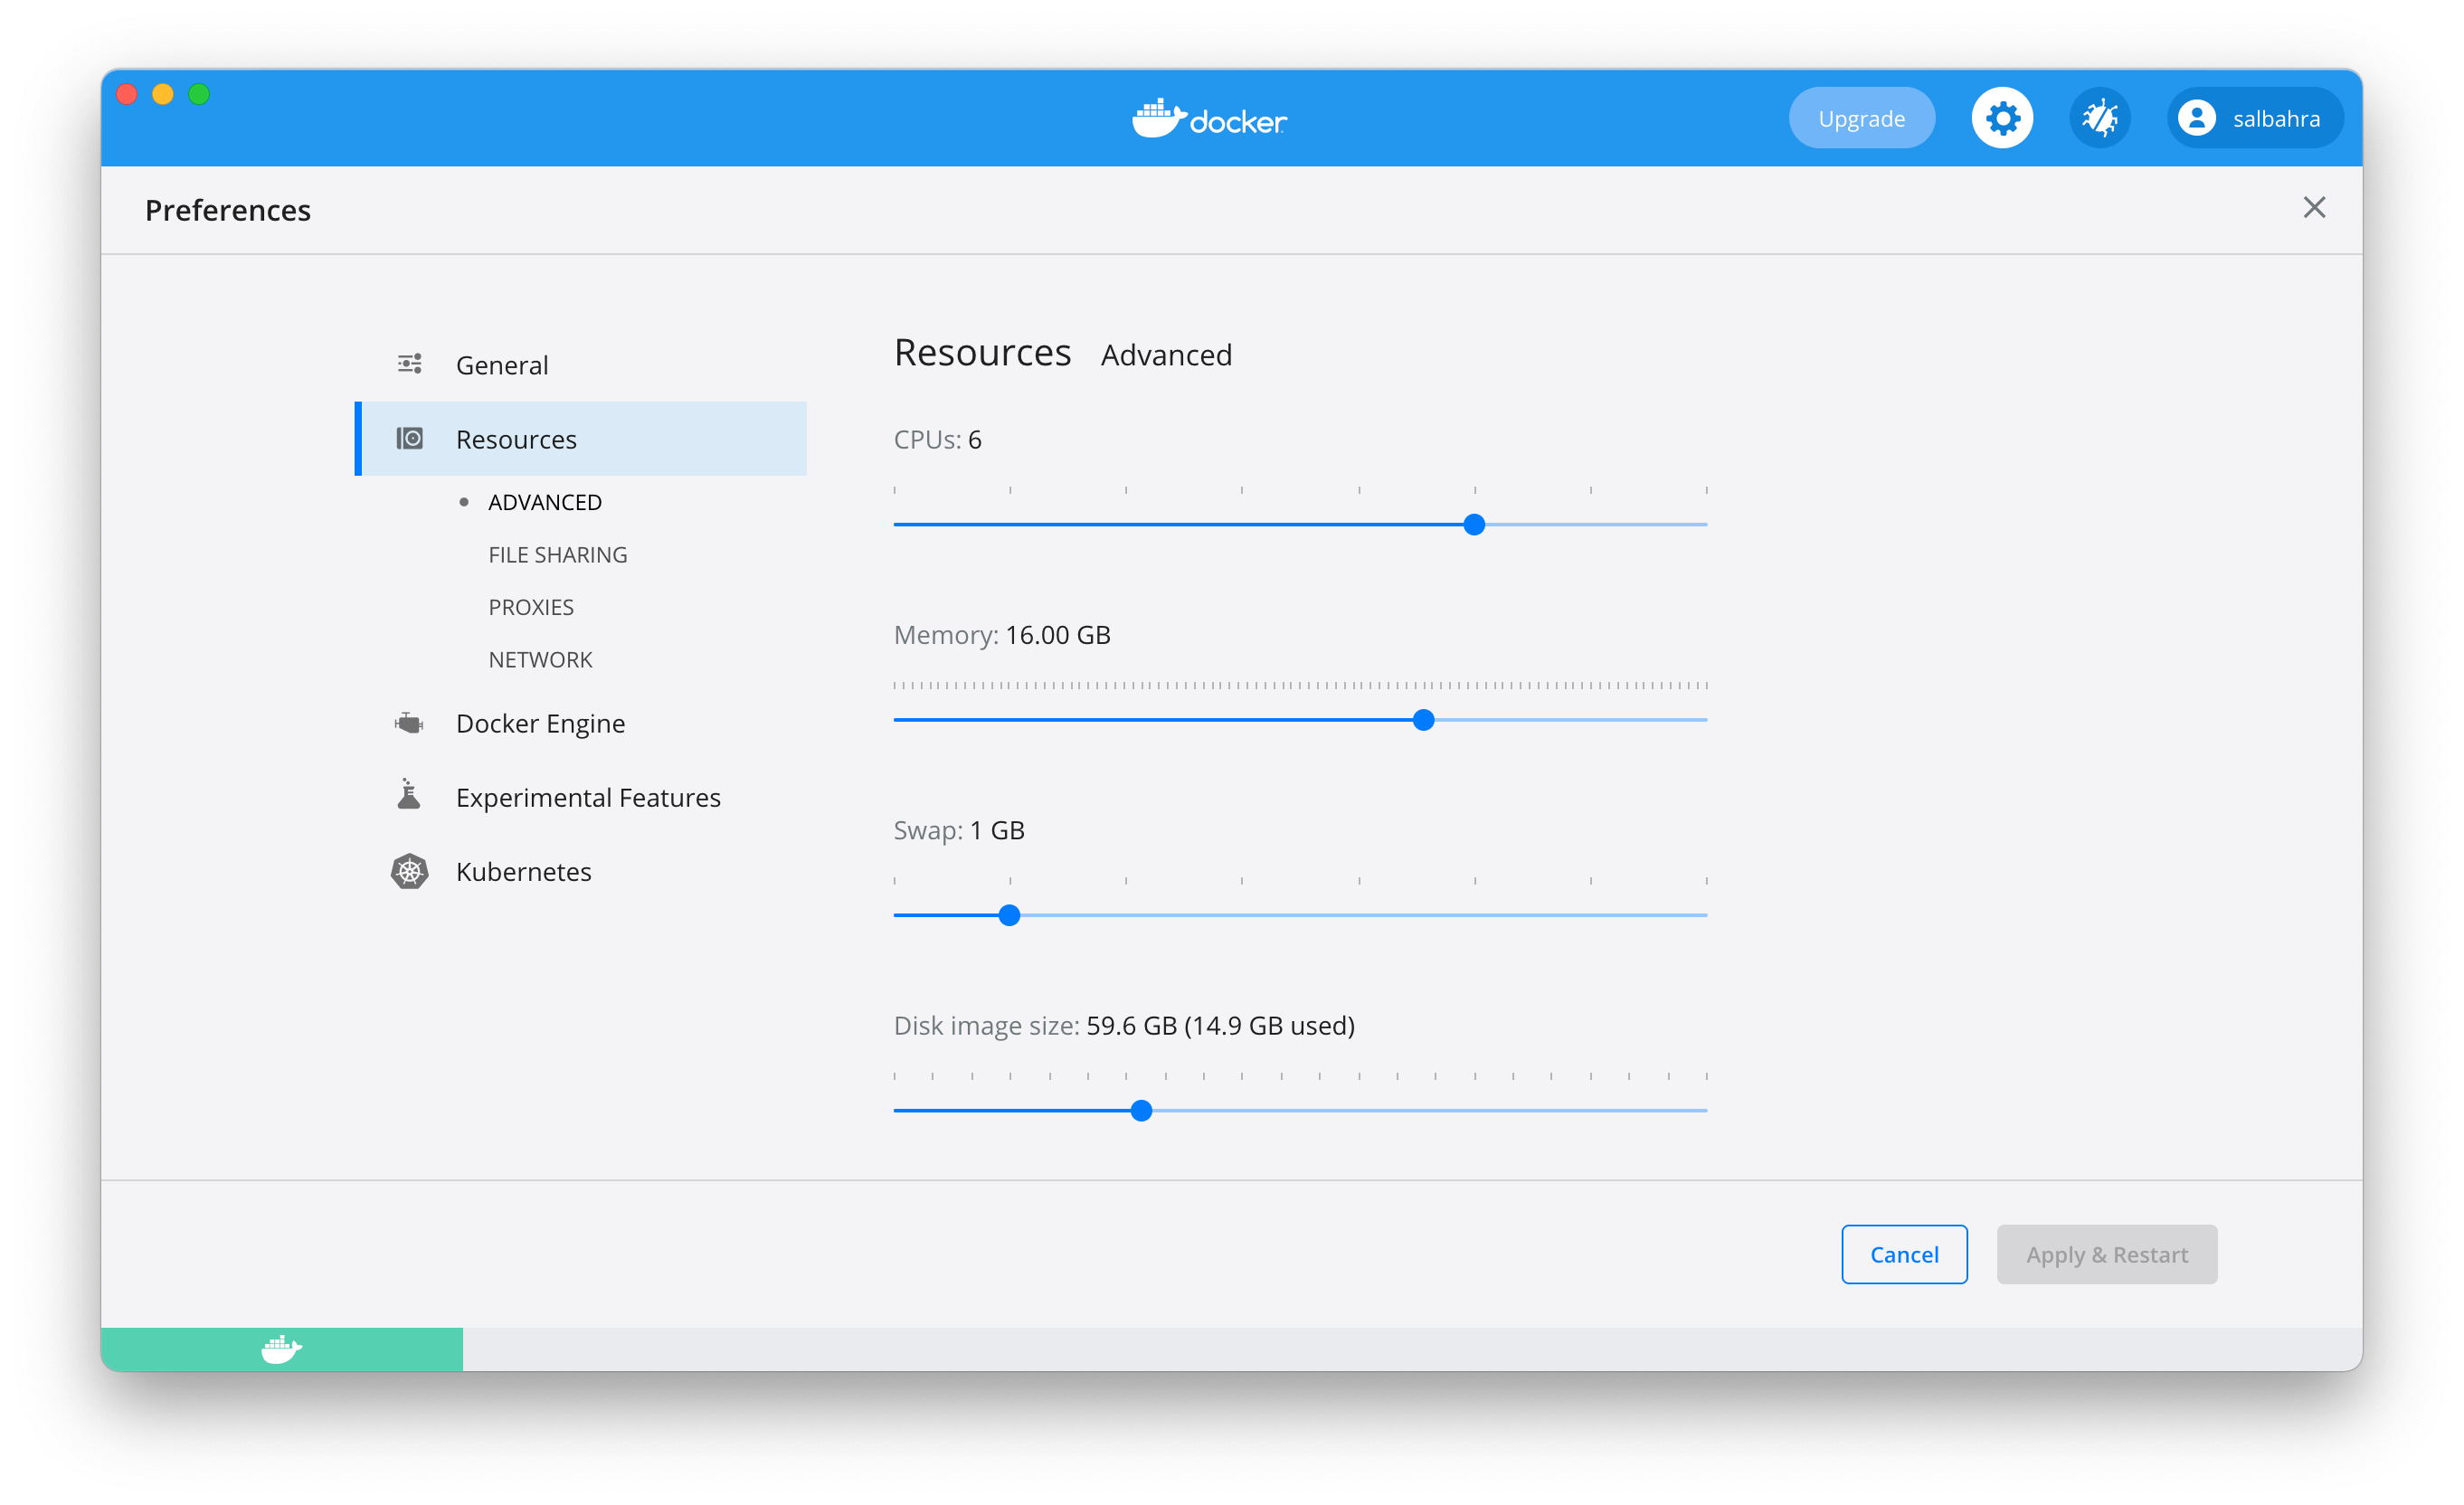 docker
Upgrade
salbahra
Preferences
General
Resources
ADVANCED
FILE SHARING
PROXIES
NETWORK
Docker Engine
Experimental Features
Kubernetes
Resources Advanced
CPUs: 6
Memory: 16.00 GB
Swap: 1 GB
Disk image size: 59.6 GB (14.9 GB used)
Cancel
Apply & Restart